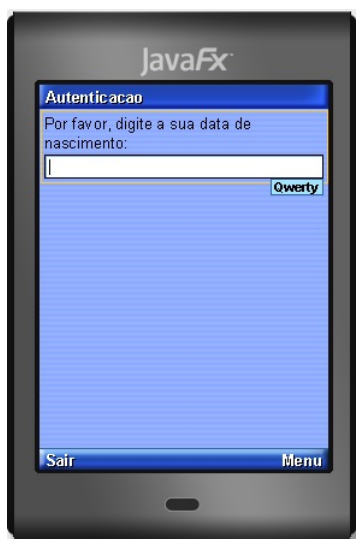 JavaFx
Autenticacao
Por favor, digite a sua data de
nascimento:
Qwerty
Sair Menu